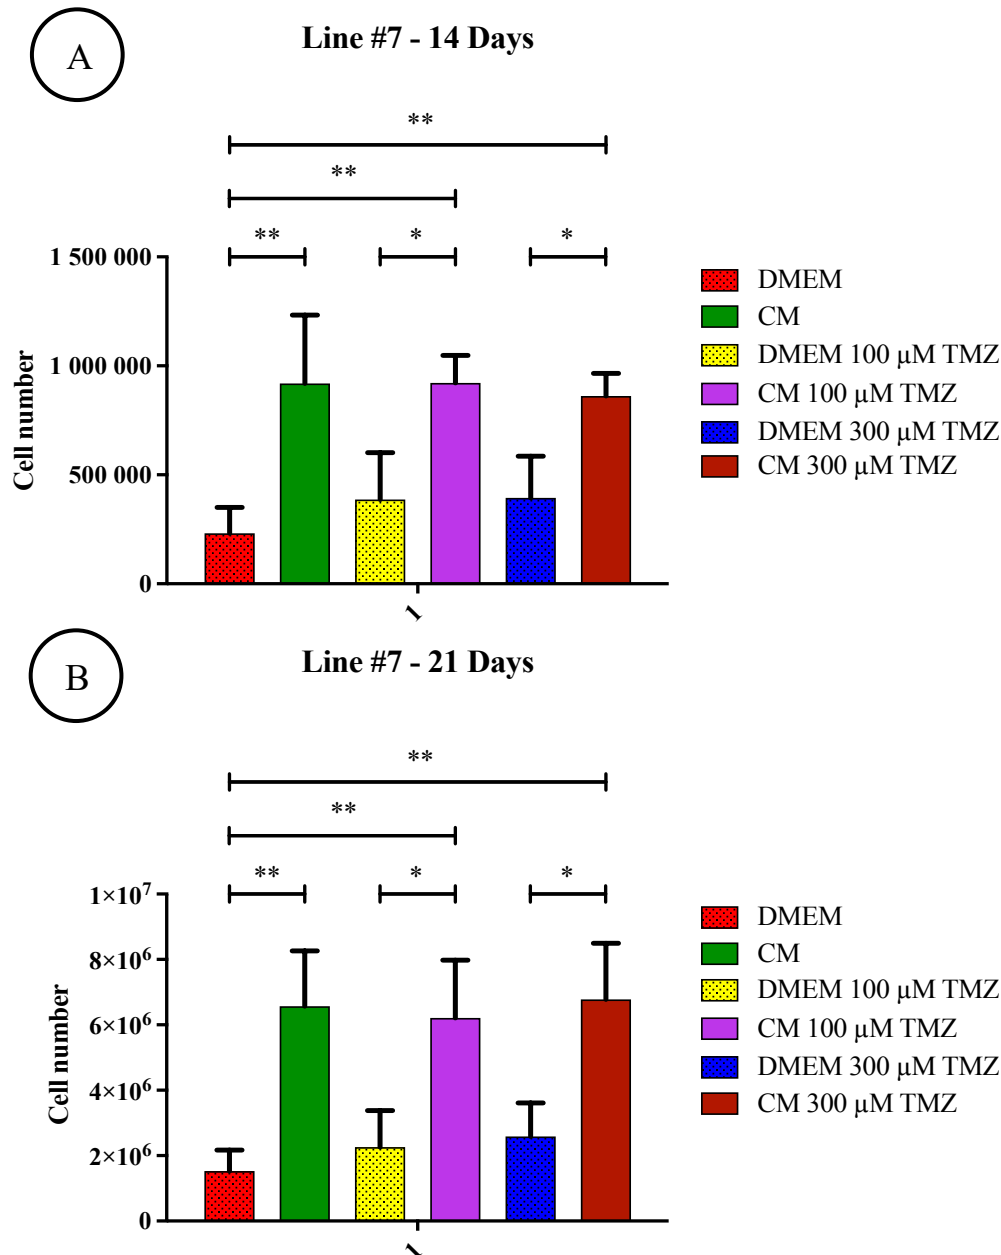 A
Line #7 - 14 Days
**
**
** * *
1 500 000
1 000 000
500 000
0
Cell number
1
DMEM
CM
DMEM 100 µM TMZ
CM 100 µM TMZ
DMEM 300 µM TMZ
CM 300 µM TMZ
B
Line #7 - 21 Days
**
**
** * *
1×10⁷
8×10⁶
6×10⁶
4×10⁶
2×10⁶
0
Cell number
1
DMEM
CM
DMEM 100 µM TMZ
CM 100 µM TMZ
DMEM 300 µM TMZ
CM 300 µM TMZ